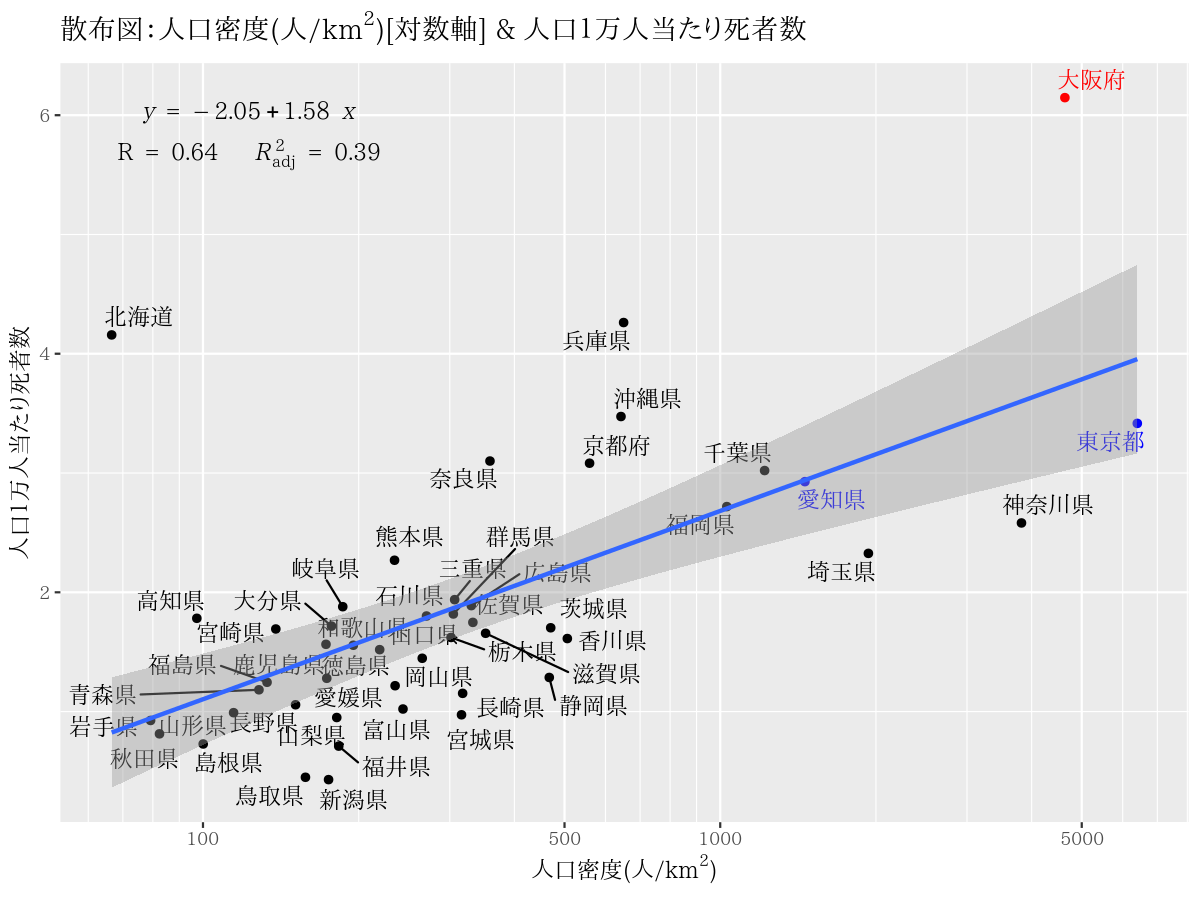 散布図：人口密度(人/km²)[対数軸] & 人口1万人当たり死者数
y = −2.05+1.58 x
R = 0.64 R²adj = 0.39
大阪府
北海道
兵庫県
沖縄県
京都府
千葉県
奈良県
東京都
愛知県
神奈川県
福岡県
熊本県
群馬県
埼玉県
岐阜県
三重県
広島県
高知県
大分県
石川県
佐賀県
茨城県
宮崎県
和歌山県
山口県
香川県
栃木県
福島県
鹿児島県
徳島県
岡山県
滋賀県
青森県
愛媛県
長崎県
静岡県
岩手県
山形県
長野県
山梨県
富山県
宮城県
秋田県
島根県
福井県
鳥取県
新潟県
6
4
2
100
500
1000
5000
人口密度(人/km²)
人口1万人当たり死者数